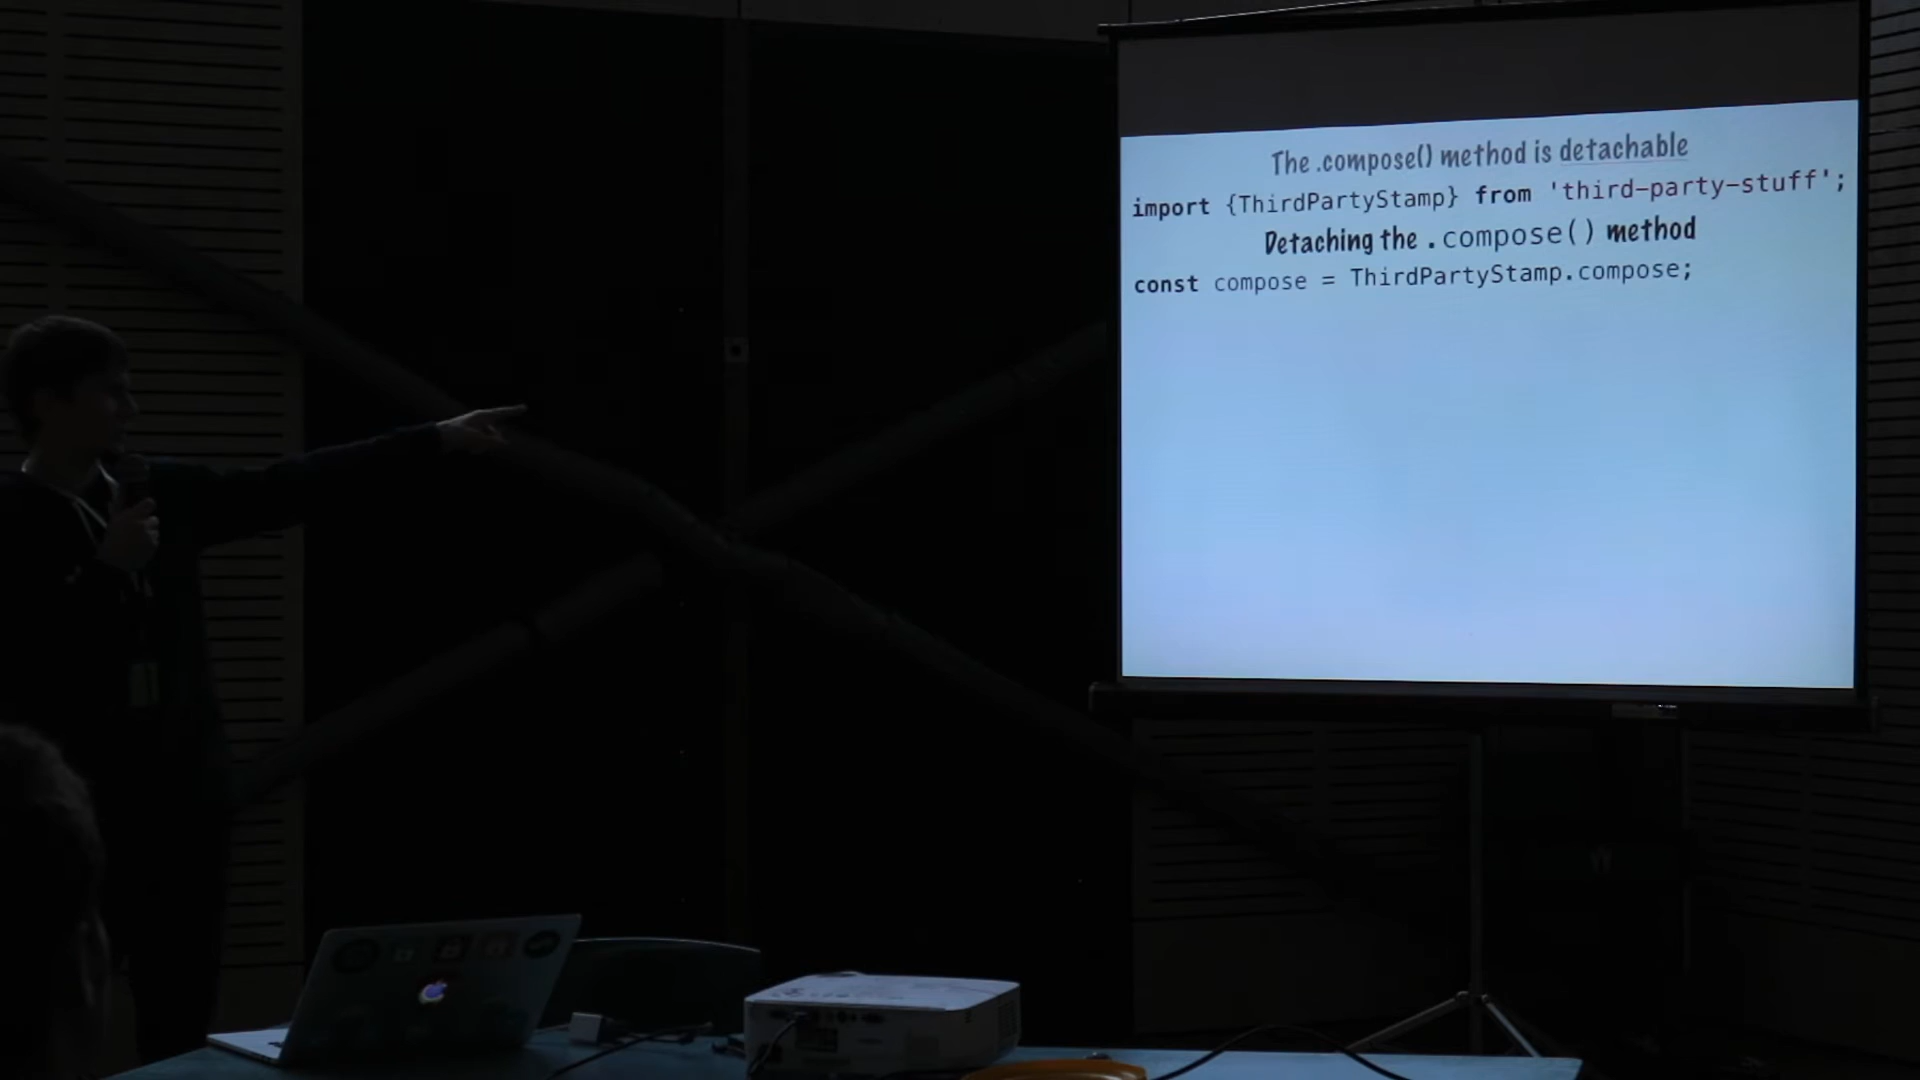 The .compose() method is detachable
import {ThirdPartyStamp} from 'third-party-stuff';
Detaching the .compose() method
const compose = ThirdPartyStamp.compose;